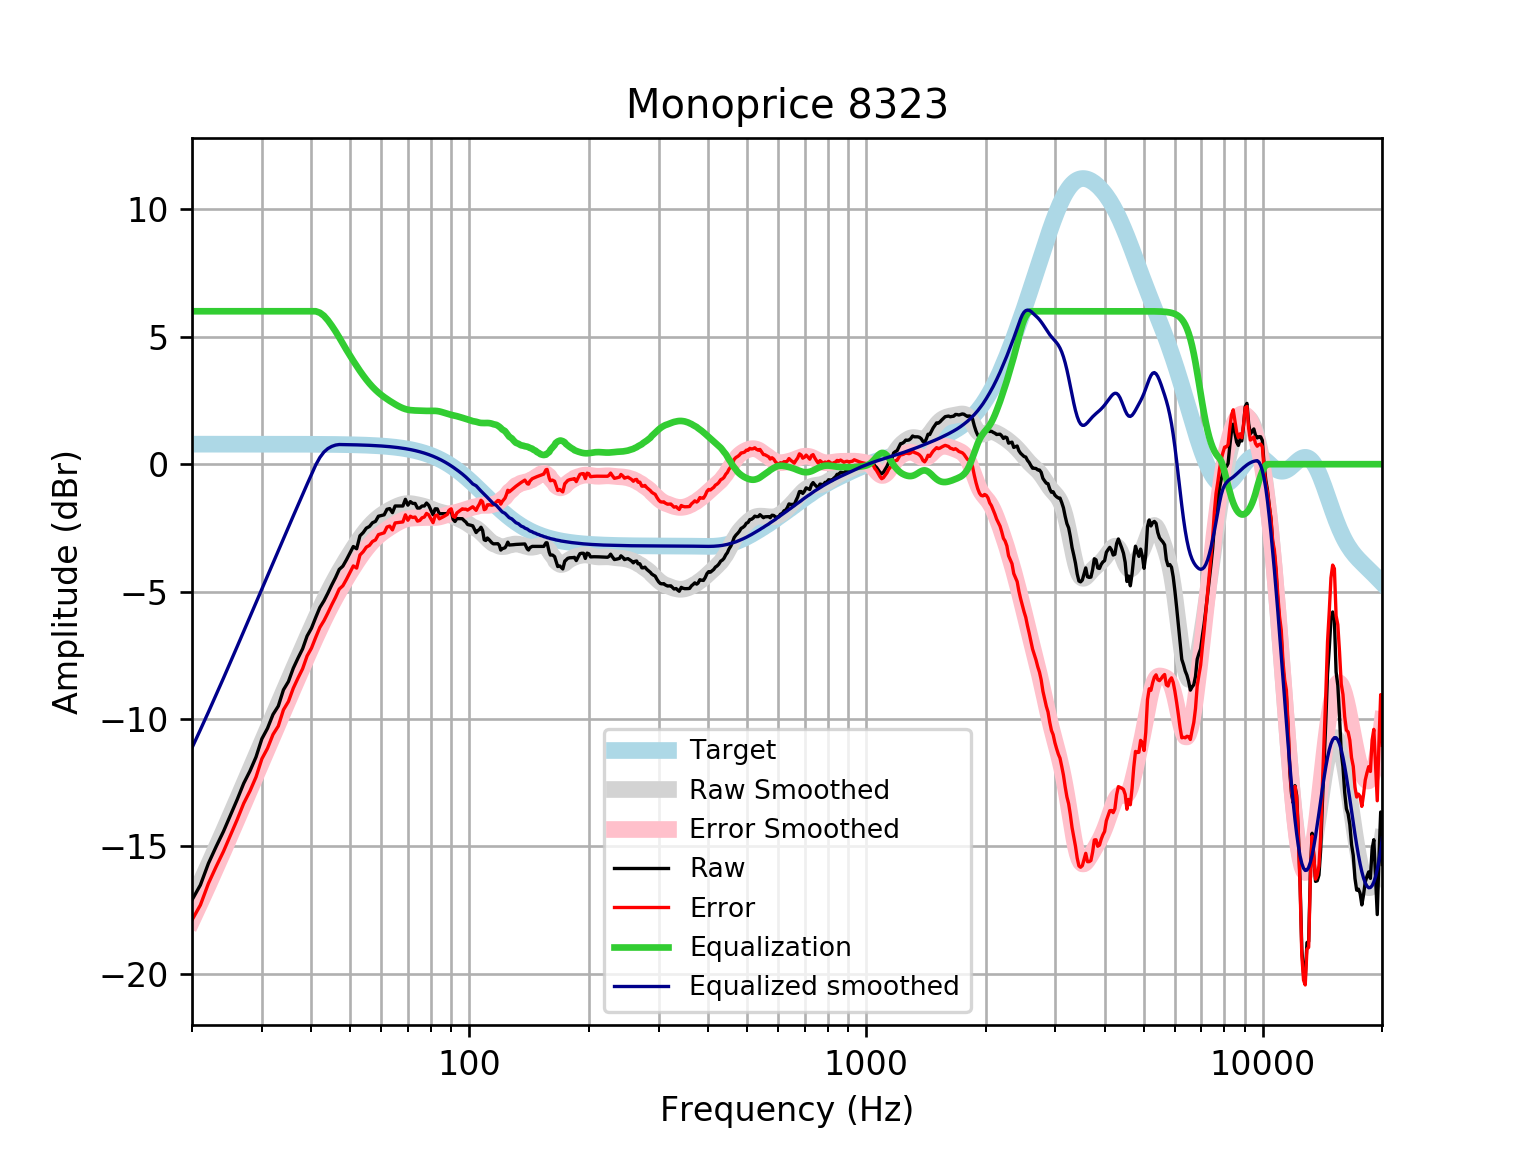 Monoprice 8323
Amplitude (dBr)
10
5
0
−5
−10
−15
−20
Target
Raw Smoothed
Error Smoothed
Raw
Error
Equalization
Equalized smoothed
100
1000
10000
Frequency (Hz)